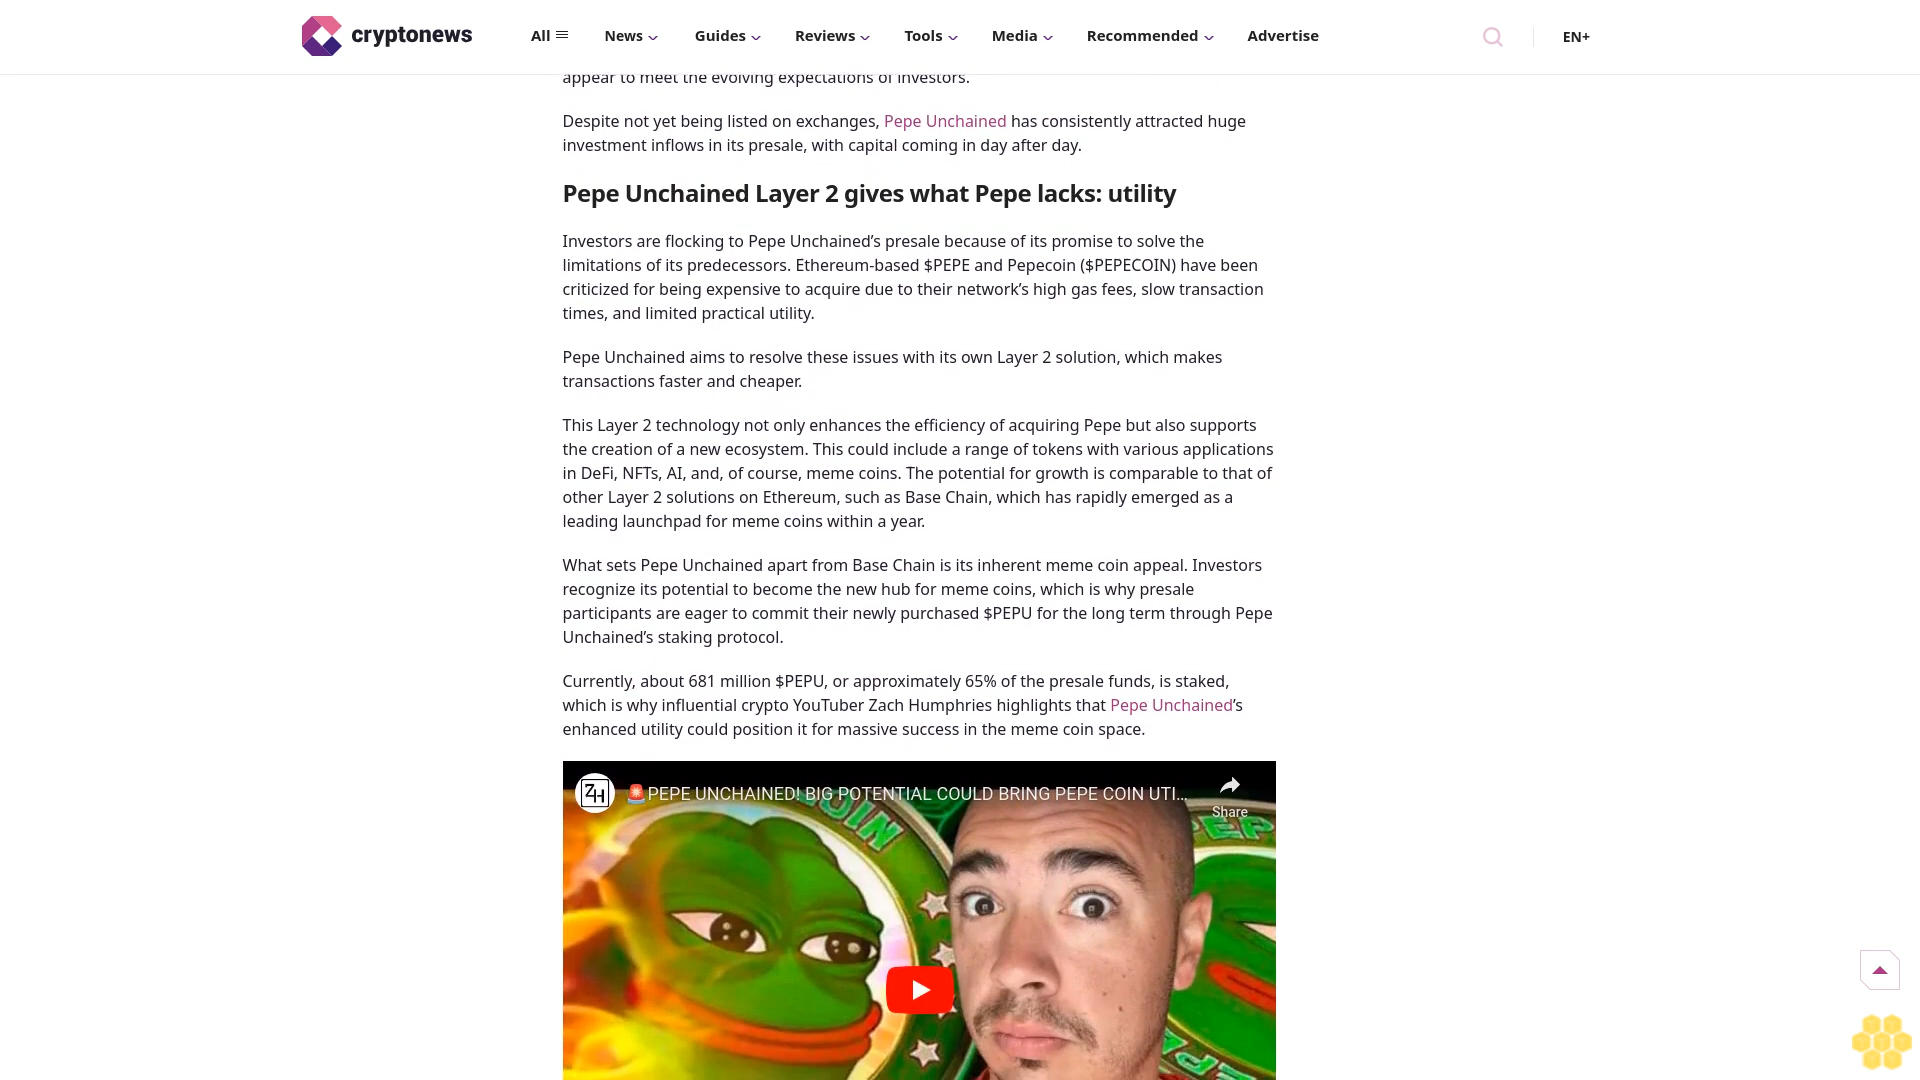 cryptonews
All
News
Guides
Reviews
Tools
Media
Recommended
Advertise
EN+
appear to meet the evolving expectations of investors.
Despite not yet being listed on exchanges, Pepe Unchained has consistently attracted huge
investment inflows in its presale, with capital coming in day after day.
Pepe Unchained Layer 2 gives what Pepe lacks: utility
Investors are flocking to Pepe Unchained’s presale because of its promise to solve the
limitations of its predecessors. Ethereum-based $PEPE and Pepecoin ($PEPECOIN) have been
criticized for being expensive to acquire due to their network’s high gas fees, slow transaction
times, and limited practical utility.
Pepe Unchained aims to resolve these issues with its own Layer 2 solution, which makes
transactions faster and cheaper.
This Layer 2 technology not only enhances the efficiency of acquiring Pepe but also supports
the creation of a new ecosystem. This could include a range of tokens with various applications
in DeFi, NFTs, AI, and, of course, meme coins. The potential for growth is comparable to that of
other Layer 2 solutions on Ethereum, such as Base Chain, which has rapidly emerged as a
leading launchpad for meme coins within a year.
What sets Pepe Unchained apart from Base Chain is its inherent meme coin appeal. Investors
recognize its potential to become the new hub for meme coins, which is why presale
participants are eager to commit their newly purchased $PEPU for the long term through Pepe
Unchained’s staking protocol.
Currently, about 681 million $PEPU, or approximately 65% of the presale funds, is staked,
which is why influential crypto YouTuber Zach Humphries highlights that Pepe Unchained’s
enhanced utility could position it for massive success in the meme coin space.
ZH
🚨PEPE UNCHAINED! BIG POTENTIAL COULD BRING PEPE COIN UTI...
Share
COIN
PEP